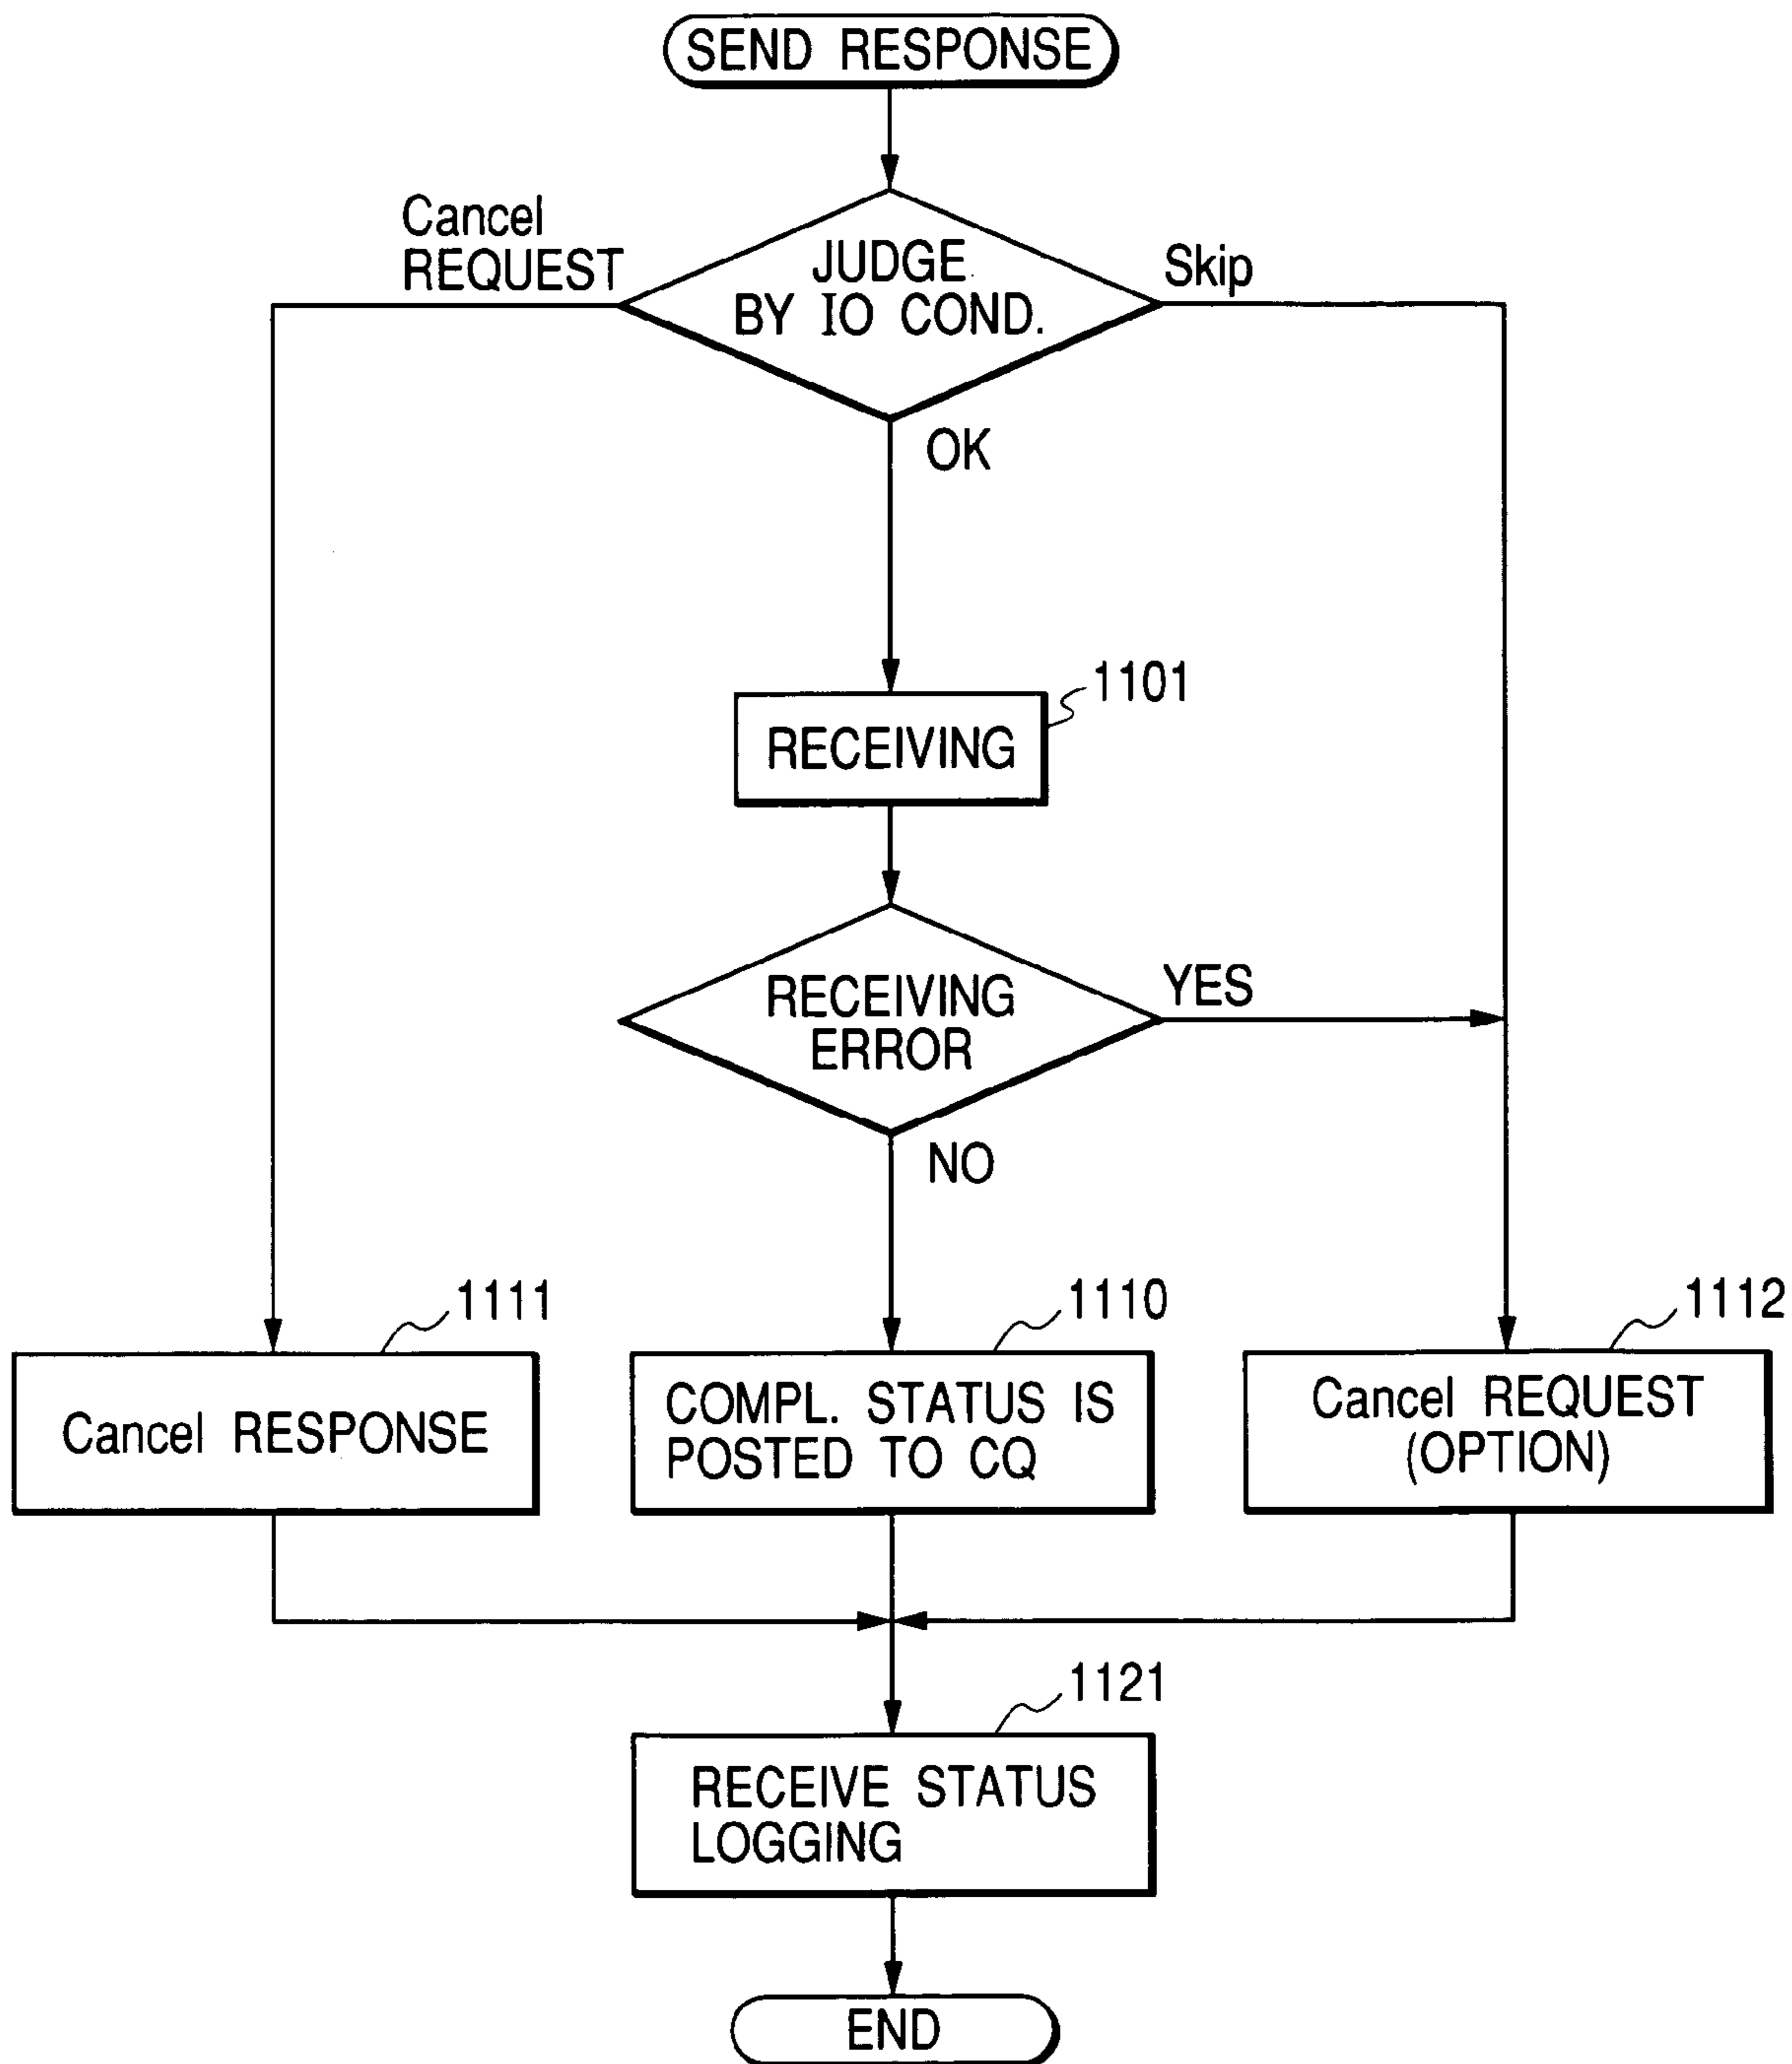 SEND RESPONSE
Cancel
REQUEST
JUDGE
BY IO COND.
Skip
OK
1101
RECEIVING
RECEIVING
ERROR
YES
NO
1111
1110
1112
Cancel RESPONSE
COMPL. STATUS IS
POSTED TO CQ
Cancel REQUEST
(OPTION)
1121
RECEIVE STATUS
LOGGING
END